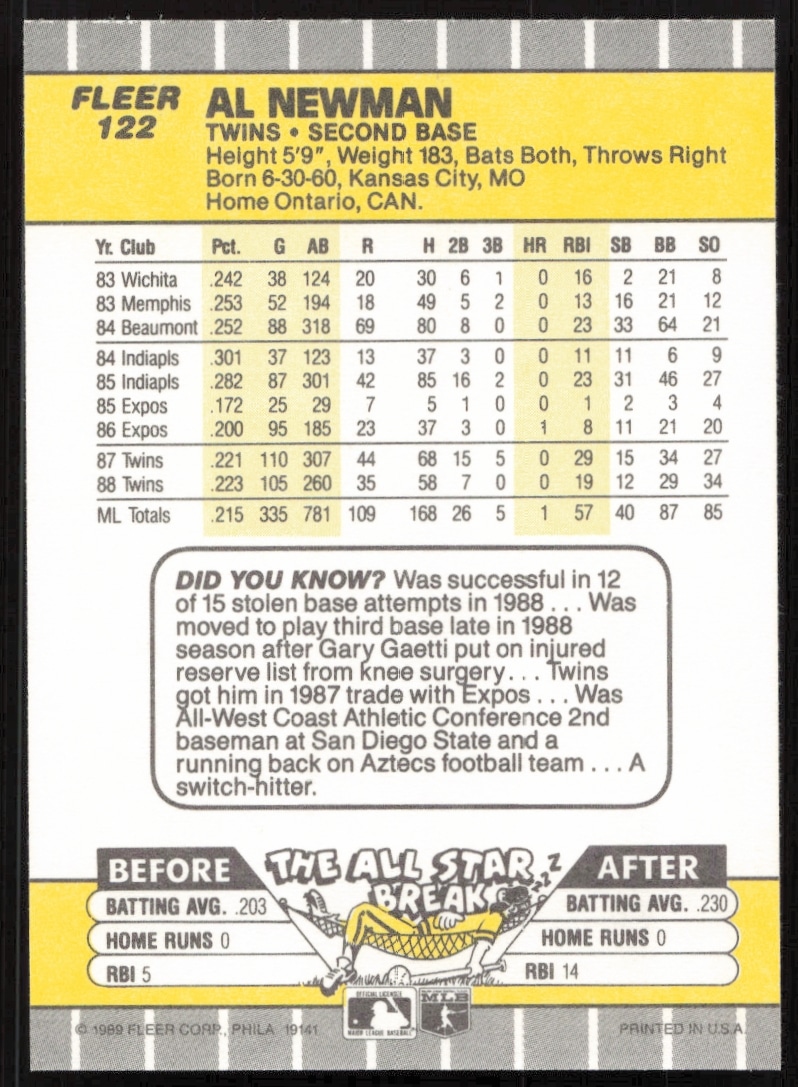 FLEER
122
AL NEWMAN
TWINS • SECOND BASE
Height 5'9", Weight 183, Bats Both, Throws Right
Born 6-30-60, Kansas City, MO
Home Ontario, CAN.
Yr. Club Pct. G AB R H 2B 3B HR RBI SB BB SO
83 Wichita .242 38 124 20 30 6 1 0 16 2 21 8
83 Memphis .253 52 194 18 49 5 2 0 13 16 21 12
84 Beaumont .252 88 318 69 80 8 0 0 23 33 64 21
84 Indiapls .301 37 123 13 37 3 0 0 11 11 6 9
85 Indiapls .282 87 301 42 85 16 2 0 23 31 46 27
85 Expos .172 25 29 7 5 1 0 0 1 2 3 4
86 Expos .200 95 185 23 37 3 0 1 8 11 21 20
87 Twins .221 110 307 44 68 15 5 0 29 15 34 27
88 Twins .223 105 260 35 58 7 0 0 19 12 29 34
ML Totals .215 335 781 109 168 26 5 1 57 40 87 85
DID YOU KNOW? Was successful in 12
of 15 stolen base attempts in 1988 . . . Was
moved to play third base late in 1988
season after Gary Gaetti put on injured
reserve list from knee surgery. . . Twins
got him in 1987 trade with Expos . . . Was
All-West Coast Athletic Conference 2nd
baseman at San Diego State and a
running back on Aztecs football team . . . A
switch-hitter.
BEFORE THE ALL STAR BREAK AFTER
ZZZZ
BATTING AVG. .203 BATTING AVG. .230
HOME RUNS 0 HOME RUNS 0
RBI 5 RBI 14
OFFICIAL LICENSEE
MAJOR LEAGUE BASEBALL
MLB
© 1989 FLEER CORP., PHILA 19141 PRINTED IN U.S.A.